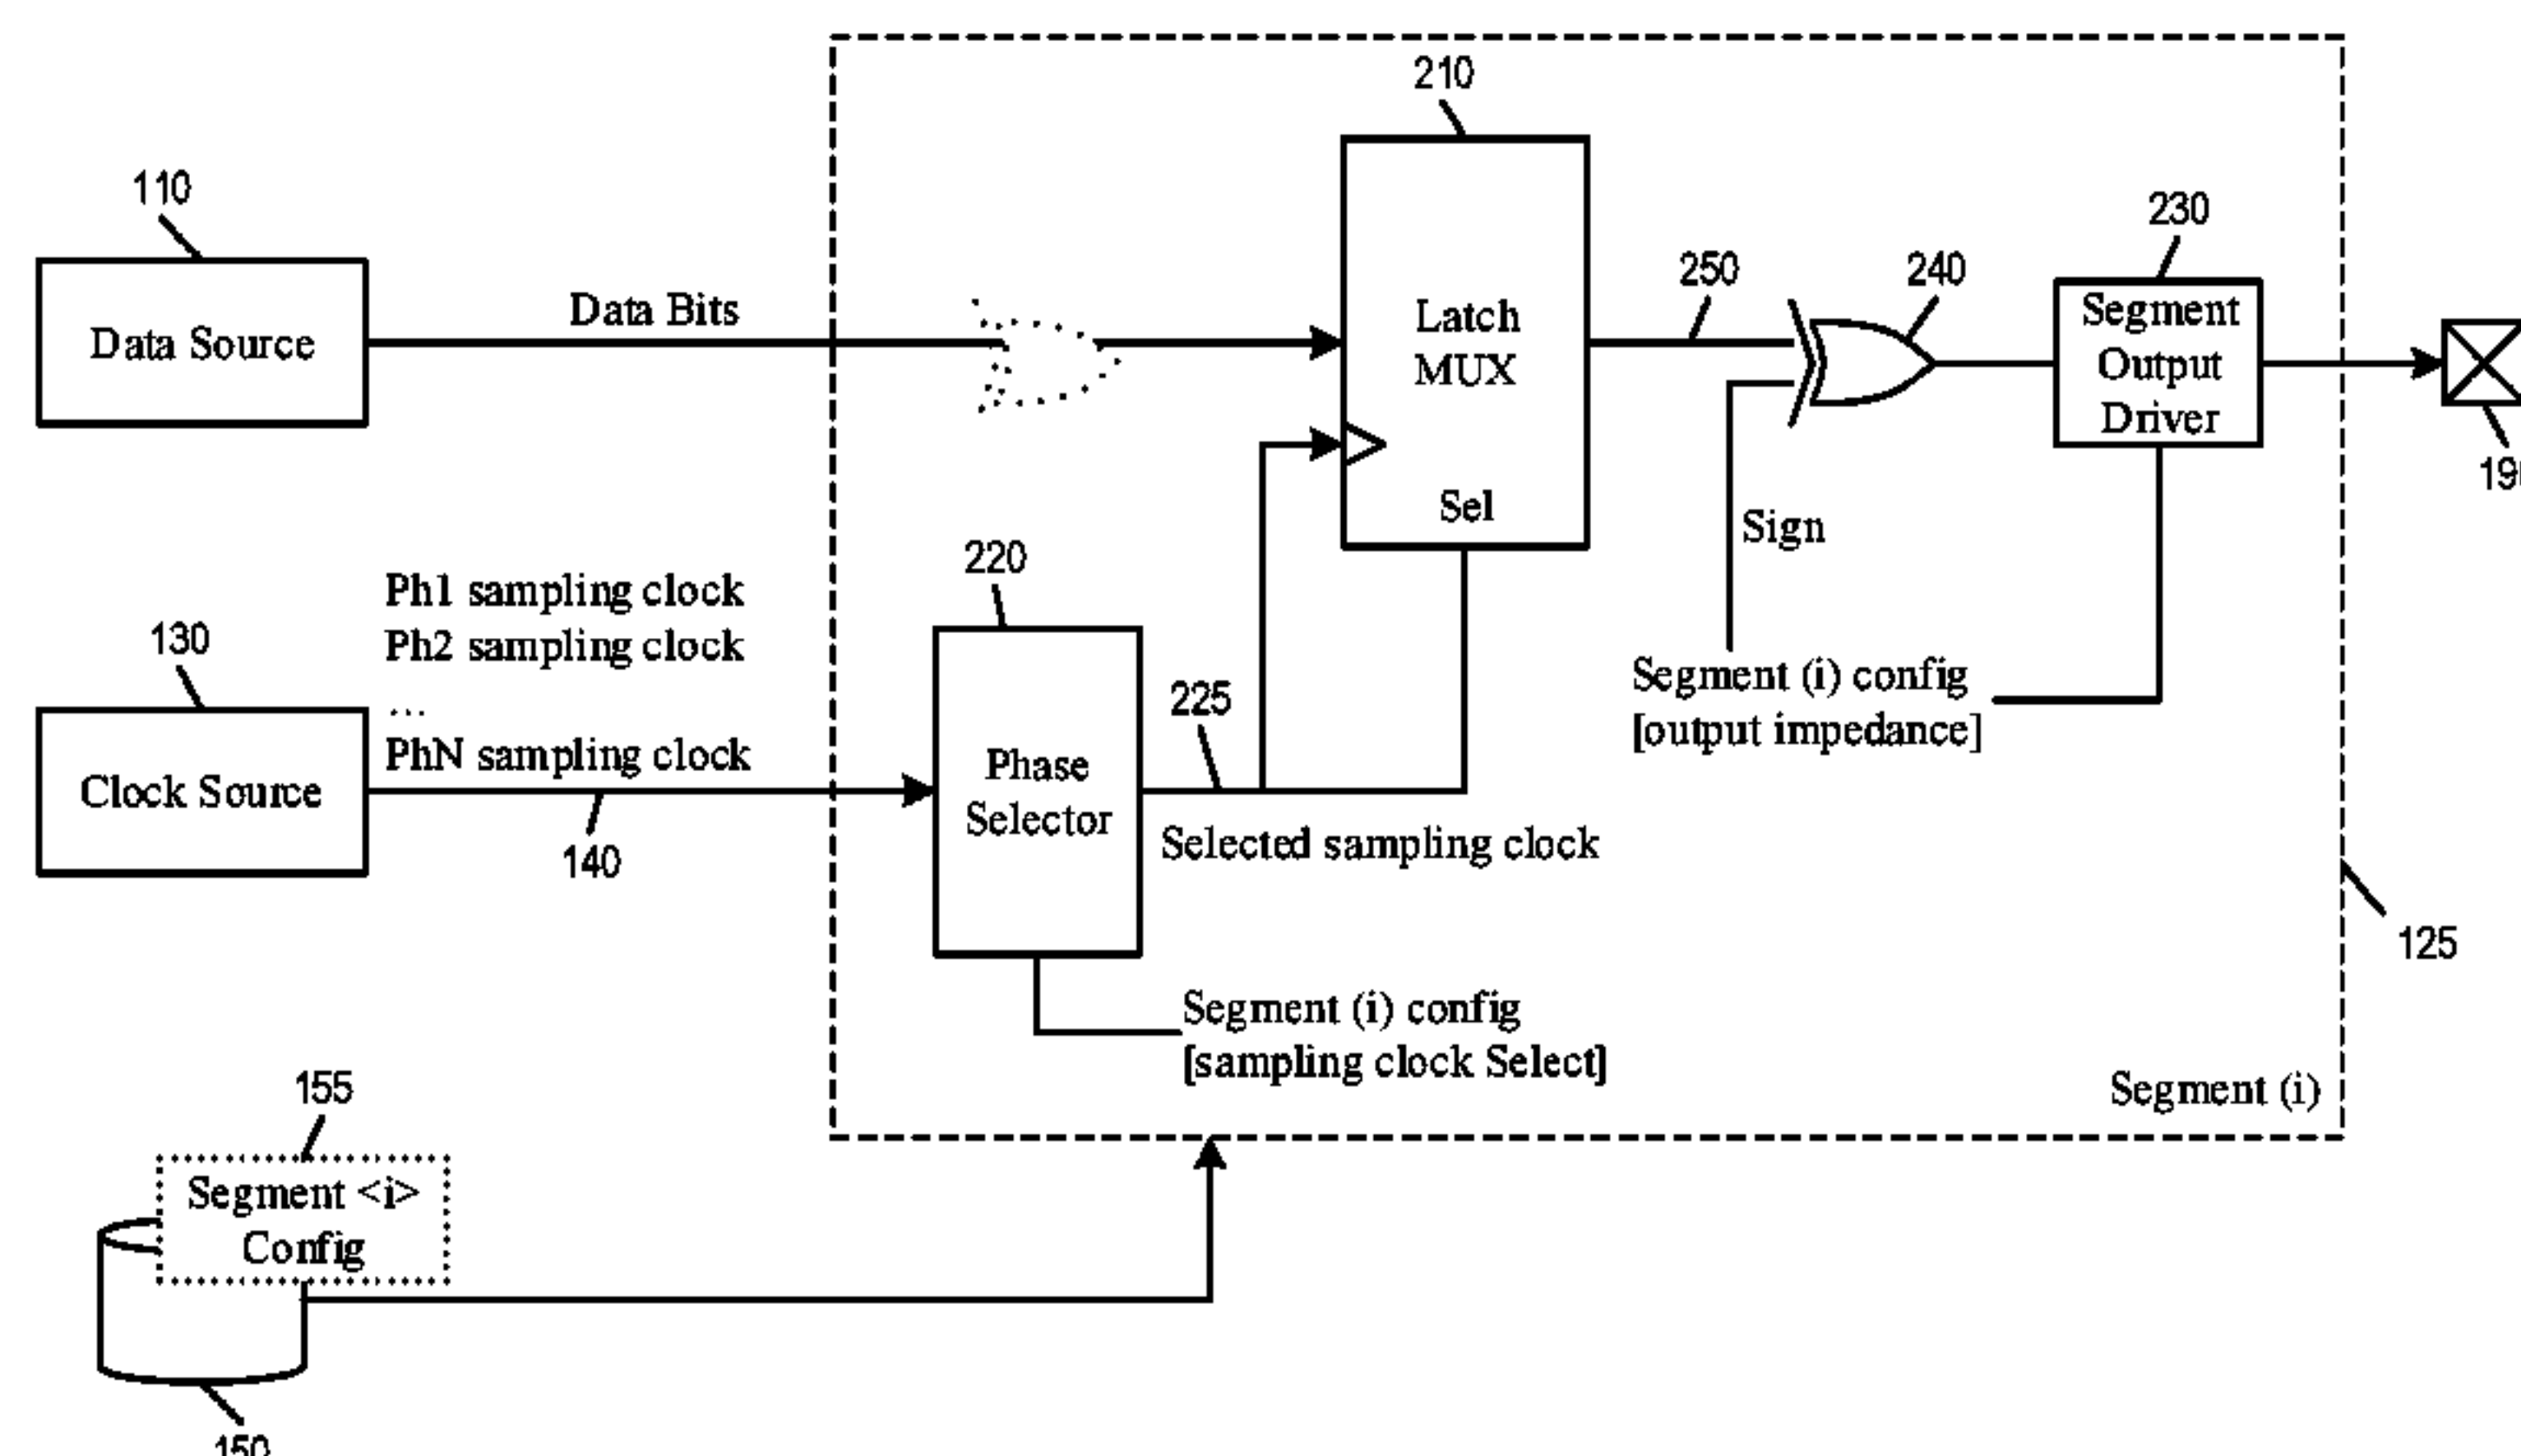 210
110
230
Data Source
Data Bits
Latch
MUX
Sel
250
240
Segment
Output
Driver
Sign
220
130
Ph1 sampling clock
Ph2 sampling clock
...
PhN sampling clock
Clock Source
140
Phase
Selector
225
Selected sampling clock
Segment (i) config
[output impedance]
125
Segment (i) config
[sampling clock Select]
Segment (i)
155
Segment <i>
Config
150